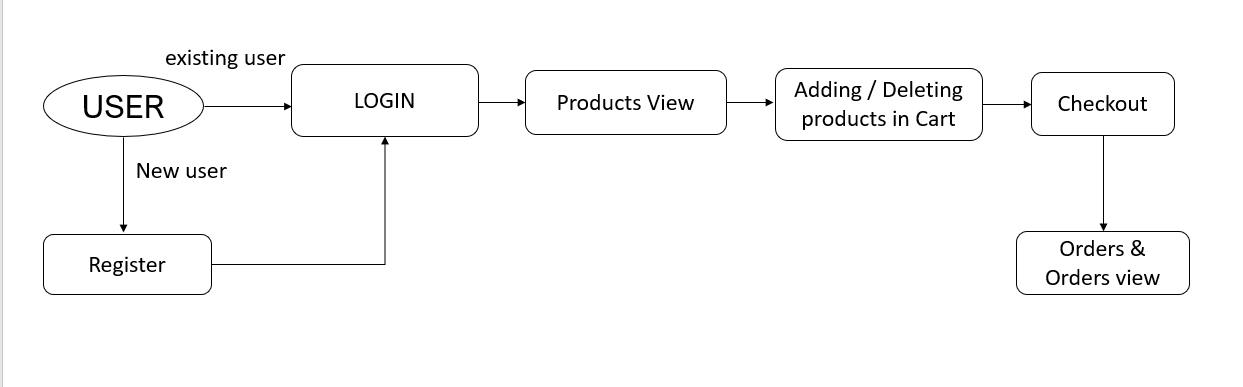 existing user
USER
LOGIN
Products View
Adding / Deleting
products in Cart
Checkout
New user
Register
Orders &
Orders view